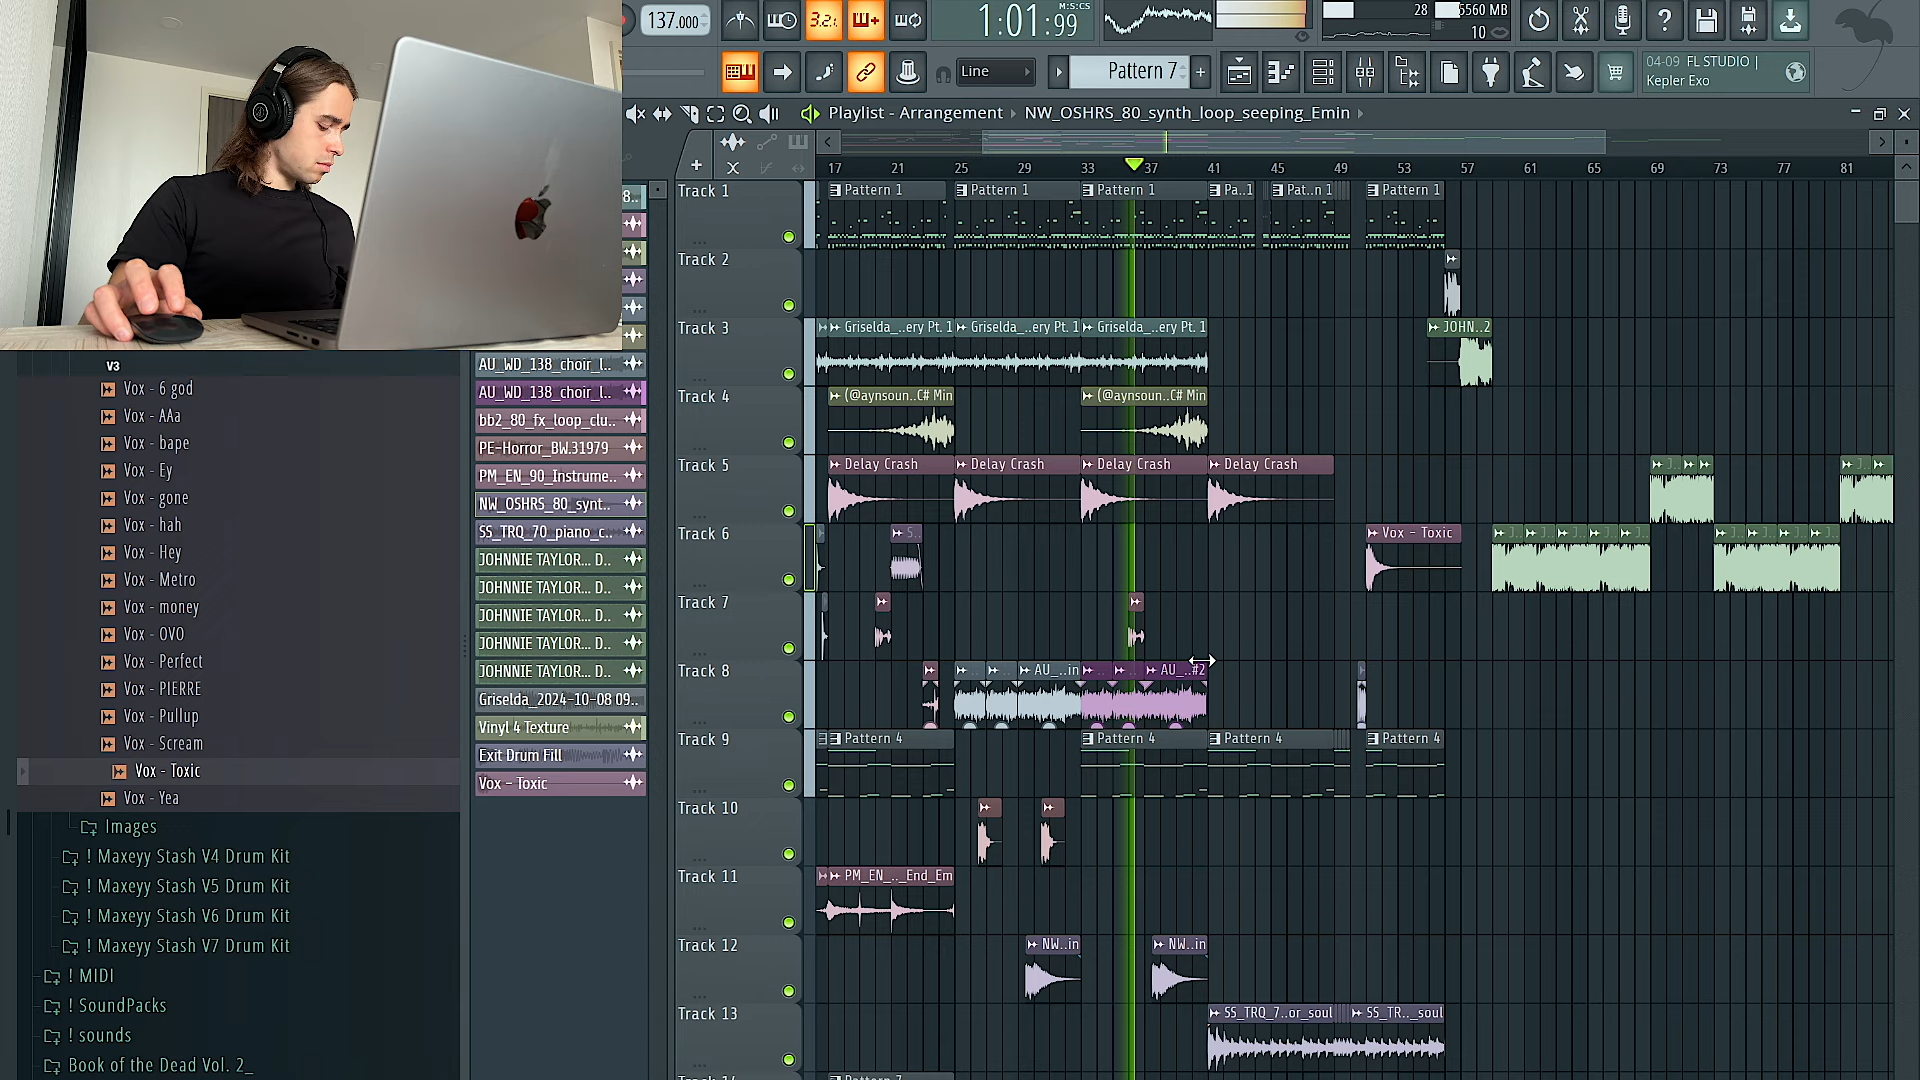 137.000
3.2
1:01:99
M:S:CS
28
5560 MB
10
Line
Pattern 7
04-09 FL STUDIO |
Kepler Exo
Playlist - Arrangement
NW_OSHRS_80_synth_loop_seeping_Emin
17 21 25 29 33 37 41 45 49 53 57 61 65 69 73 77 81
Track 1
Pattern 1
Pattern 1
Pattern 1
Pa..1
Pat..n 1
Pattern 1
Track 2
Track 3
Griselda_..ery Pt. 1
Griselda_..ery Pt. 1
Griselda_..ery Pt. 1
JOHN..2
Track 4
(@aynsoun..C# Min
(@aynsoun..C# Min
Track 5
Delay Crash
Delay Crash
Delay Crash
Delay Crash
Track 6
S..
Vox - Toxic
Track 7
Track 8
AU_..in
AU_..#2
Track 9
Pattern 4
Pattern 4
Pattern 4
Pattern 4
Track 10
Track 11
PM_EN_.._End_Em
Track 12
NW..in
NW..in
Track 13
SS_TRQ_7..or_soul
SS_TR.._soul
Pattern 7
8..
AU_WD_138_choir_l..
AU_WD_138_choir_l..
bb2_80_fx_loop_clu..
PE-Horror_BW.31979
PM_EN_90_Instrume..
NW_OSHRS_80_synt..
SS_TRQ_70_piano_c..
JOHNNIE TAYLOR... D..
JOHNNIE TAYLOR... D..
JOHNNIE TAYLOR... D..
JOHNNIE TAYLOR... D..
JOHNNIE TAYLOR... D..
Griselda_2024-10-08 09..
Vinyl 4 Texture
Exit Drum Fill
Vox - Toxic
V3
Vox - 6 god
Vox - AAa
Vox - bape
Vox - Ey
Vox - gone
Vox - hah
Vox - Hey
Vox - Metro
Vox - money
Vox - OVO
Vox - Perfect
Vox - PIERRE
Vox - Pullup
Vox - Scream
Vox - Toxic
Vox - Yea
Images
! Maxeyy Stash V4 Drum Kit
! Maxeyy Stash V5 Drum Kit
! Maxeyy Stash V6 Drum Kit
! Maxeyy Stash V7 Drum Kit
! MIDI
! SoundPacks
! sounds
Book of the Dead Vol. 2_